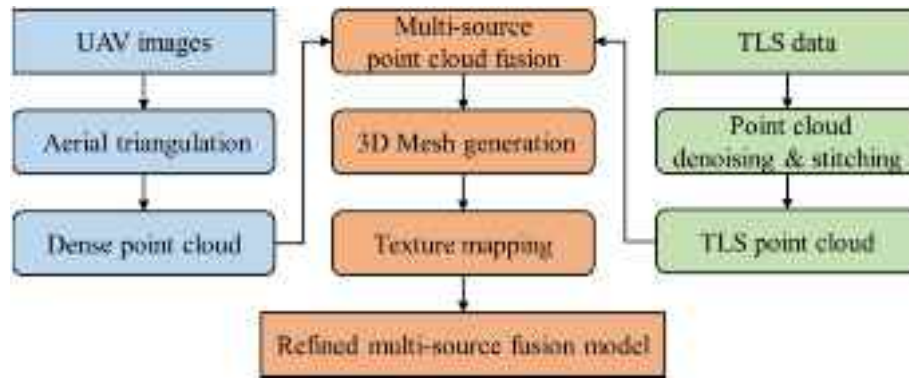 UAV images
Aerial triangulation
Dense point cloud
Multi-source
point cloud fusion
3D Mesh generation
Texture mapping
Refined multi-source fusion model
TLS data
Point cloud
denoising & stitching
TLS point cloud